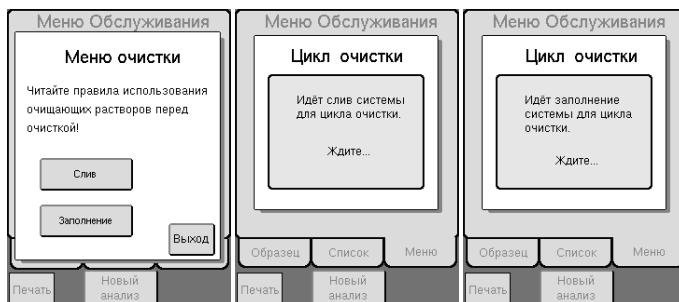 Меню Обслуживания
Меню очистки
Читайте правила использования
очищающих растворов перед
очисткой!
Слив
Заполнение
Выход
Печать
Новый
анализ
Меню Обслуживания
Цикл очистки
Идёт слив системы
для цикла очистки.
Ждите...
Образец
Список
Меню
Печать
Новый
анализ
Меню Обслуживания
Цикл очистки
Идёт заполнение
системы для цикла
очистки.
Ждите...
Образец
Список
Меню
Печать
Новый
анализ